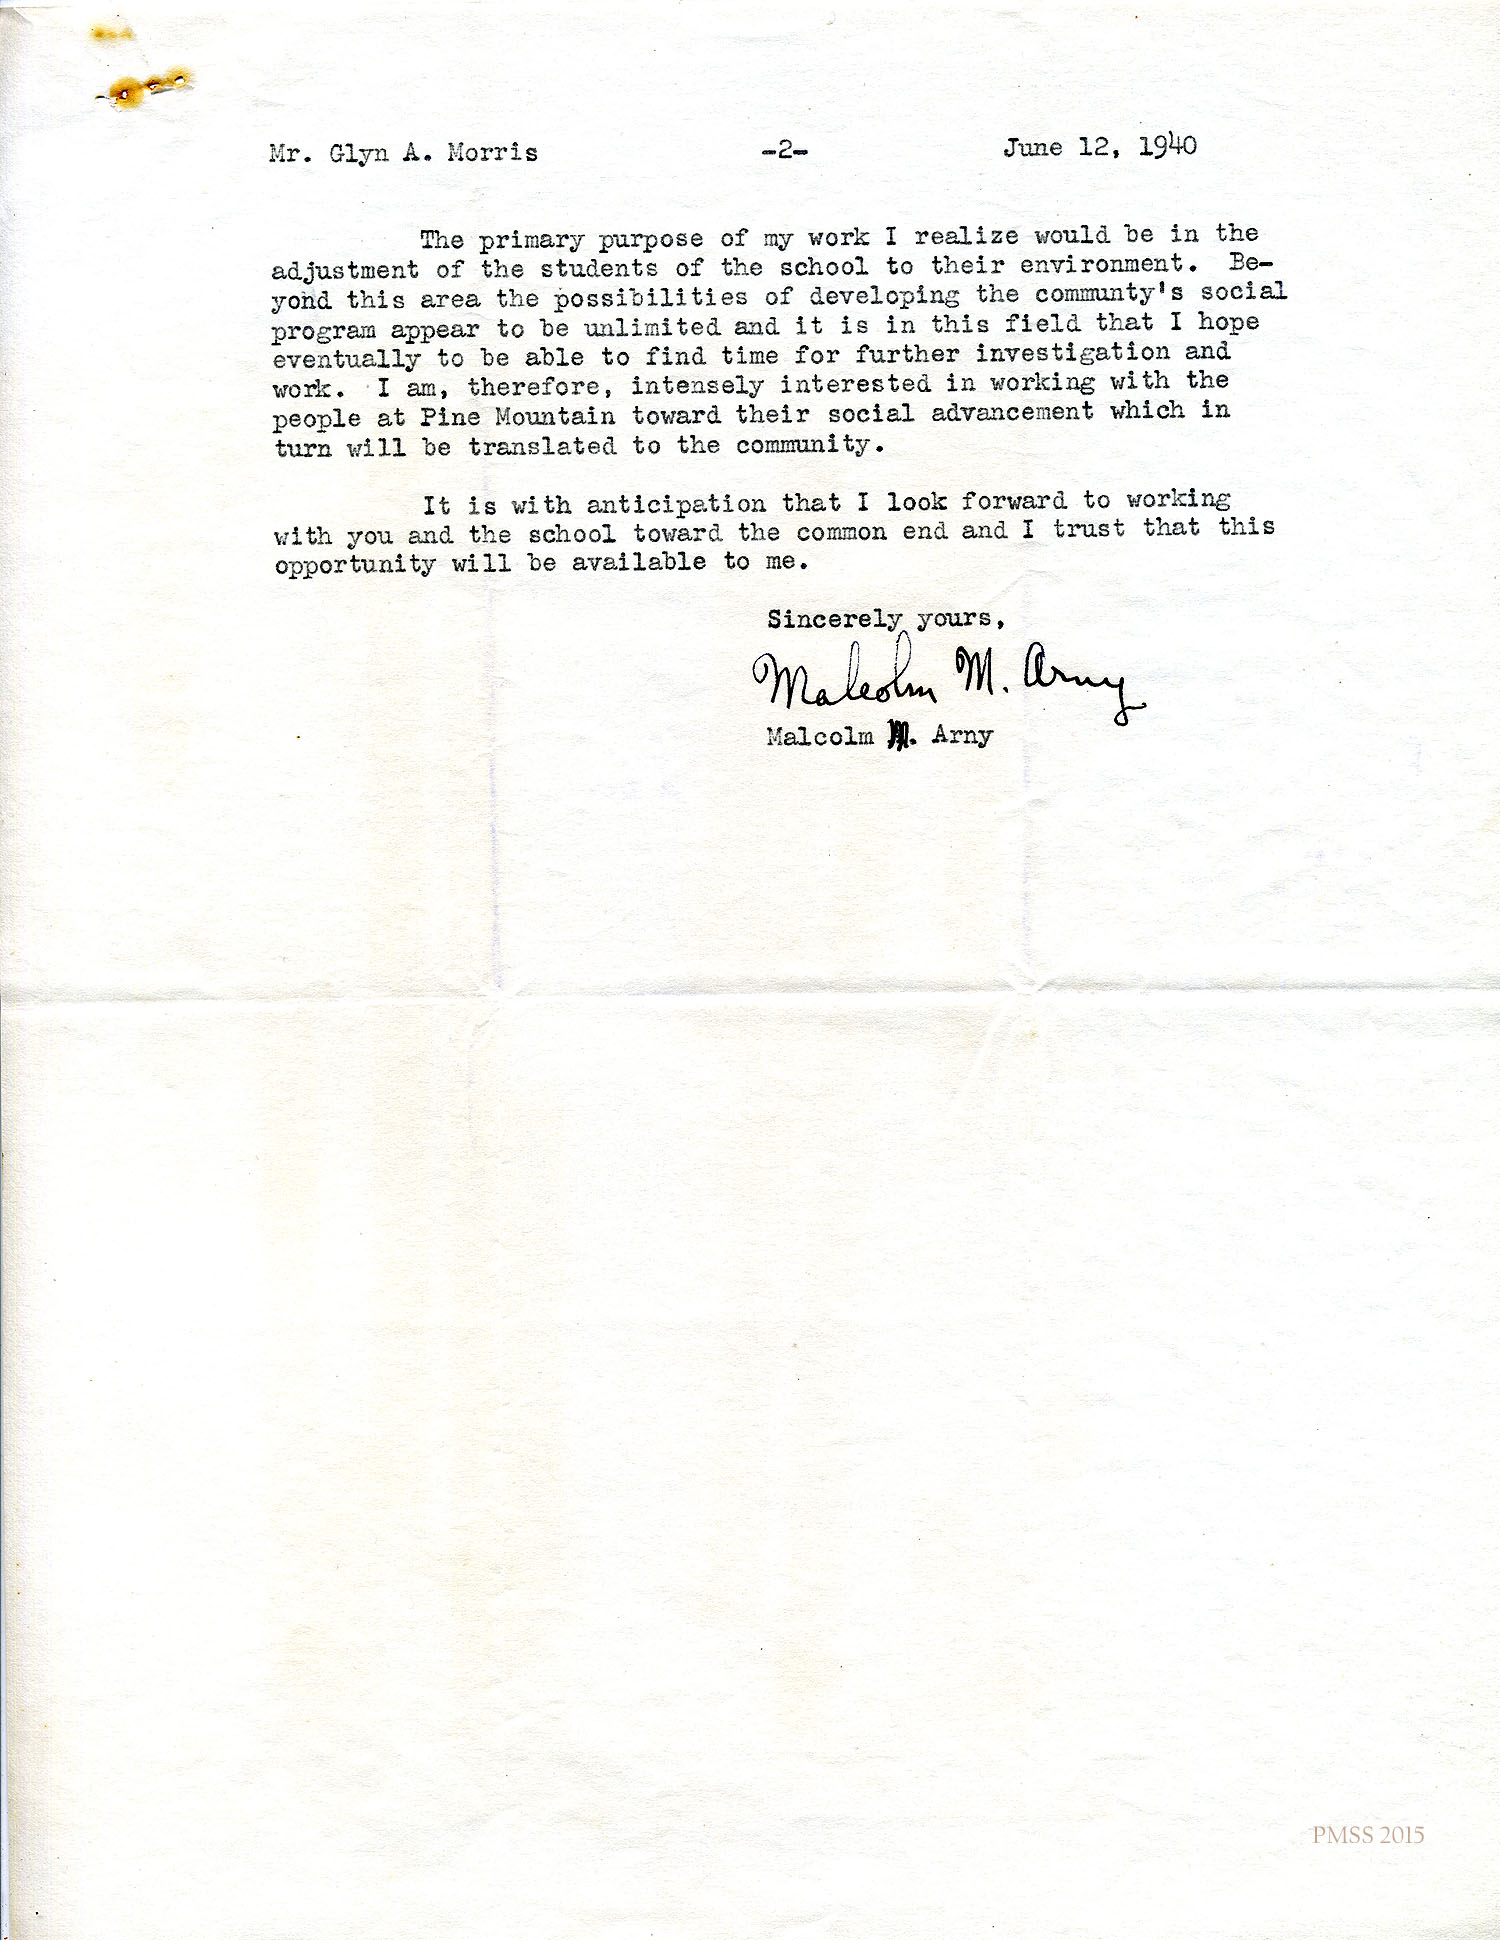 Mr. Glyn A. Morris -2- June 12, 1940
The primary purpose of my work I realize would be in the
adjustment of the students of the school to their environment. Be-
yond this area the possibilities of developing the communty's social
program appear to be unlimited and it is in this field that I hope
eventually to be able to find time for further investigation and
work. I am, therefore, intensely interested in working with the
people at Pine Mountain toward their social advancement which in
turn will be translated to the community.
It is with anticipation that I look forward to working
with you and the school toward the common end and I trust that this
opportunity will be available to me.
Sincerely yours,
Malcolm M. Arny
Malcolm M. Arny
PMSS 2015